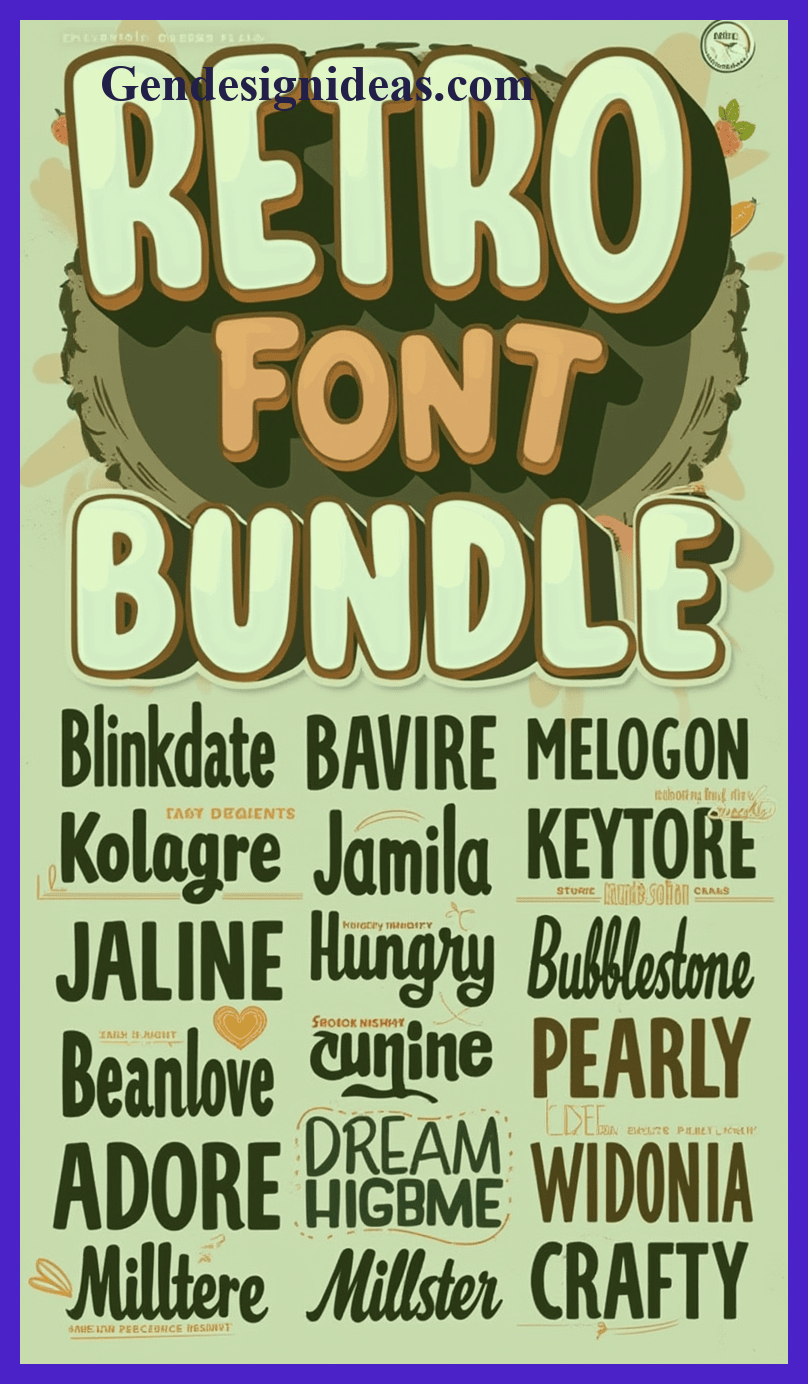 Gendesignideas.com
RETRO
FONT
BUNDLE
Blinkdate BAVIRE MELOGON
Kolagre Jamila KEYTORE
JALINE Hungry Bubblestone
Beanlove cunine PEARLY
ADORE DREAM HIGBME WIDONIA
Milltere Millster CRAFTY